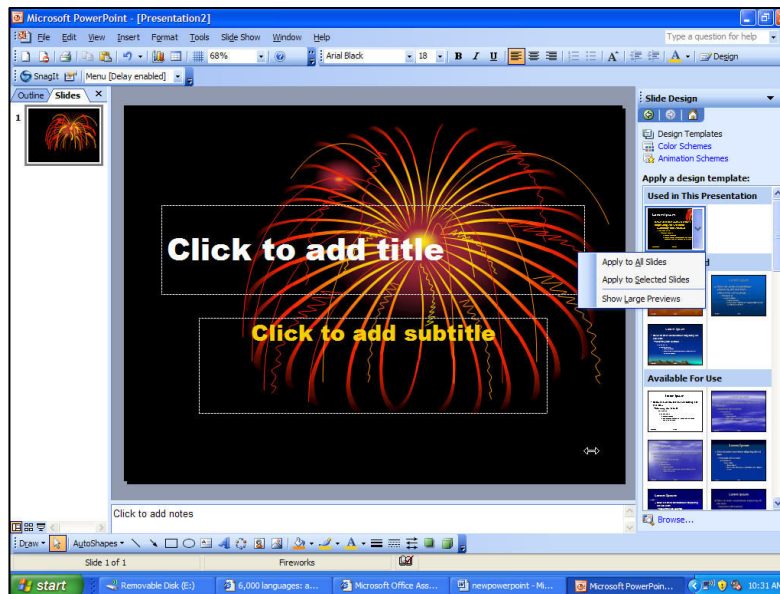 Microsoft PowerPoint - [Presentation2]
File Edit View Insert Format Tools Slide Show Window Help
Type a question for help
68%
Arial Black
18
B I U
A
A
Design
SnagIt
Menu [Delay enabled]
Outline Slides X
1
Click to add title
Click to add subtitle
Click to add notes
Slide Design
Design Templates
Color Schemes
Animation Schemes
Apply a design template:
Used in This Presentation
Apply to All Slides
Apply to Selected Slides
Show Large Previews
Available For Use
Browse...
Draw
AutoShapes
A
Slide 1 of 1
Fireworks
start
Removable Disk (E:)
6,000 languages: a...
Microsoft Office Ass...
newpowerpoint - Mi...
Microsoft PowerPoin...
10:31 AM